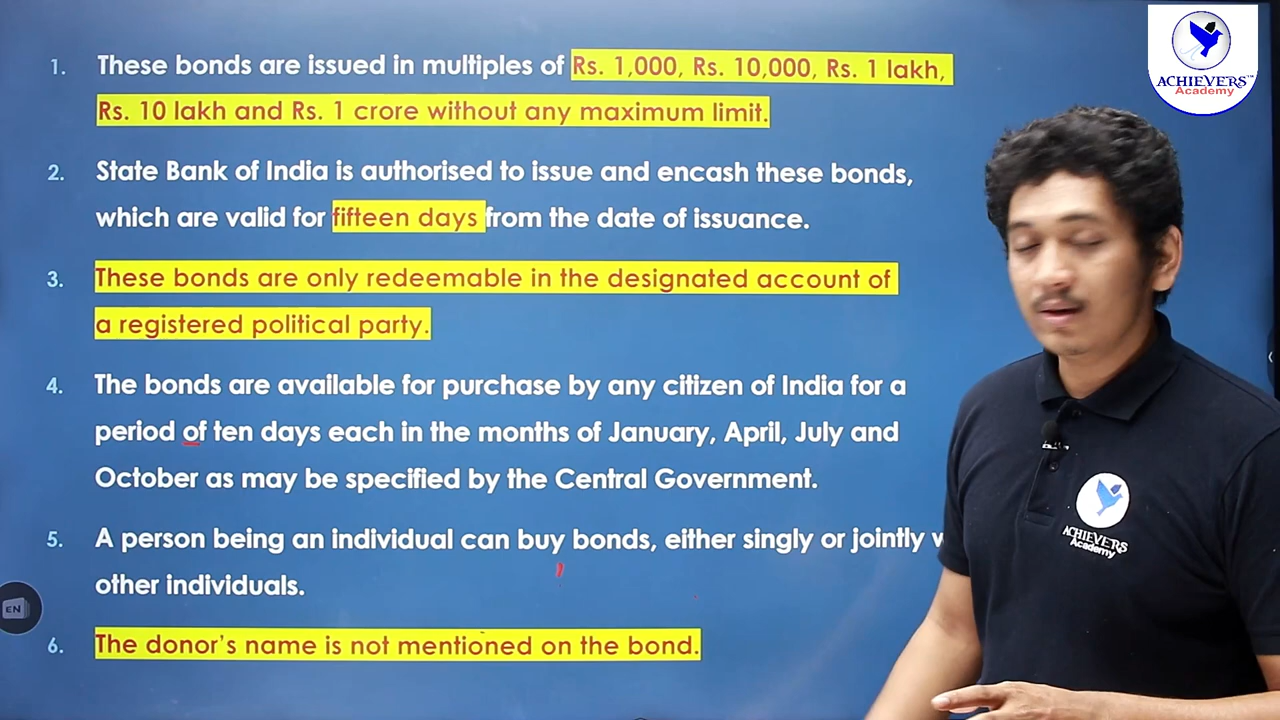 1. These bonds are issued in multiples of Rs. 1,000, Rs. 10,000, Rs. 1 lakh,
Rs. 10 lakh and Rs. 1 crore without any maximum limit.
2. State Bank of India is authorised to issue and encash these bonds,
which are valid for fifteen days from the date of issuance.
3. These bonds are only redeemable in the designated account of
a registered political party.
4. The bonds are available for purchase by any citizen of India for a
period of ten days each in the months of January, April, July and
October as may be specified by the Central Government.
5. A person being an individual can buy bonds, either singly or jointly
other individuals.
6. The donor's name is not mentioned on the bond.
EN
ACHIEVERS™
Academy
ACHIEVERS
Academy